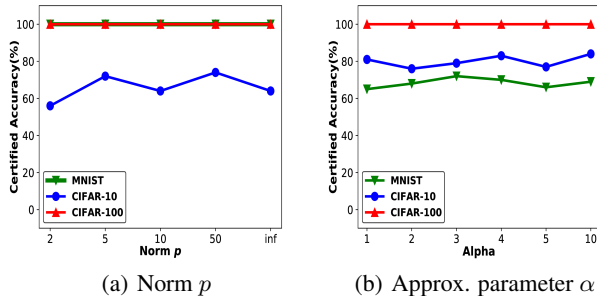 Certified Accuracy(%)
100
80
60
40
20
0
MNIST
CIFAR-10
CIFAR-100
2 5 10 50 inf
Norm p
(a) Norm p
Certified Accuracy(%)
100
80
60
40
20
0
MNIST
CIFAR-10
CIFAR-100
1 2 3 4 5 10
Alpha
(b) Approx. parameter α